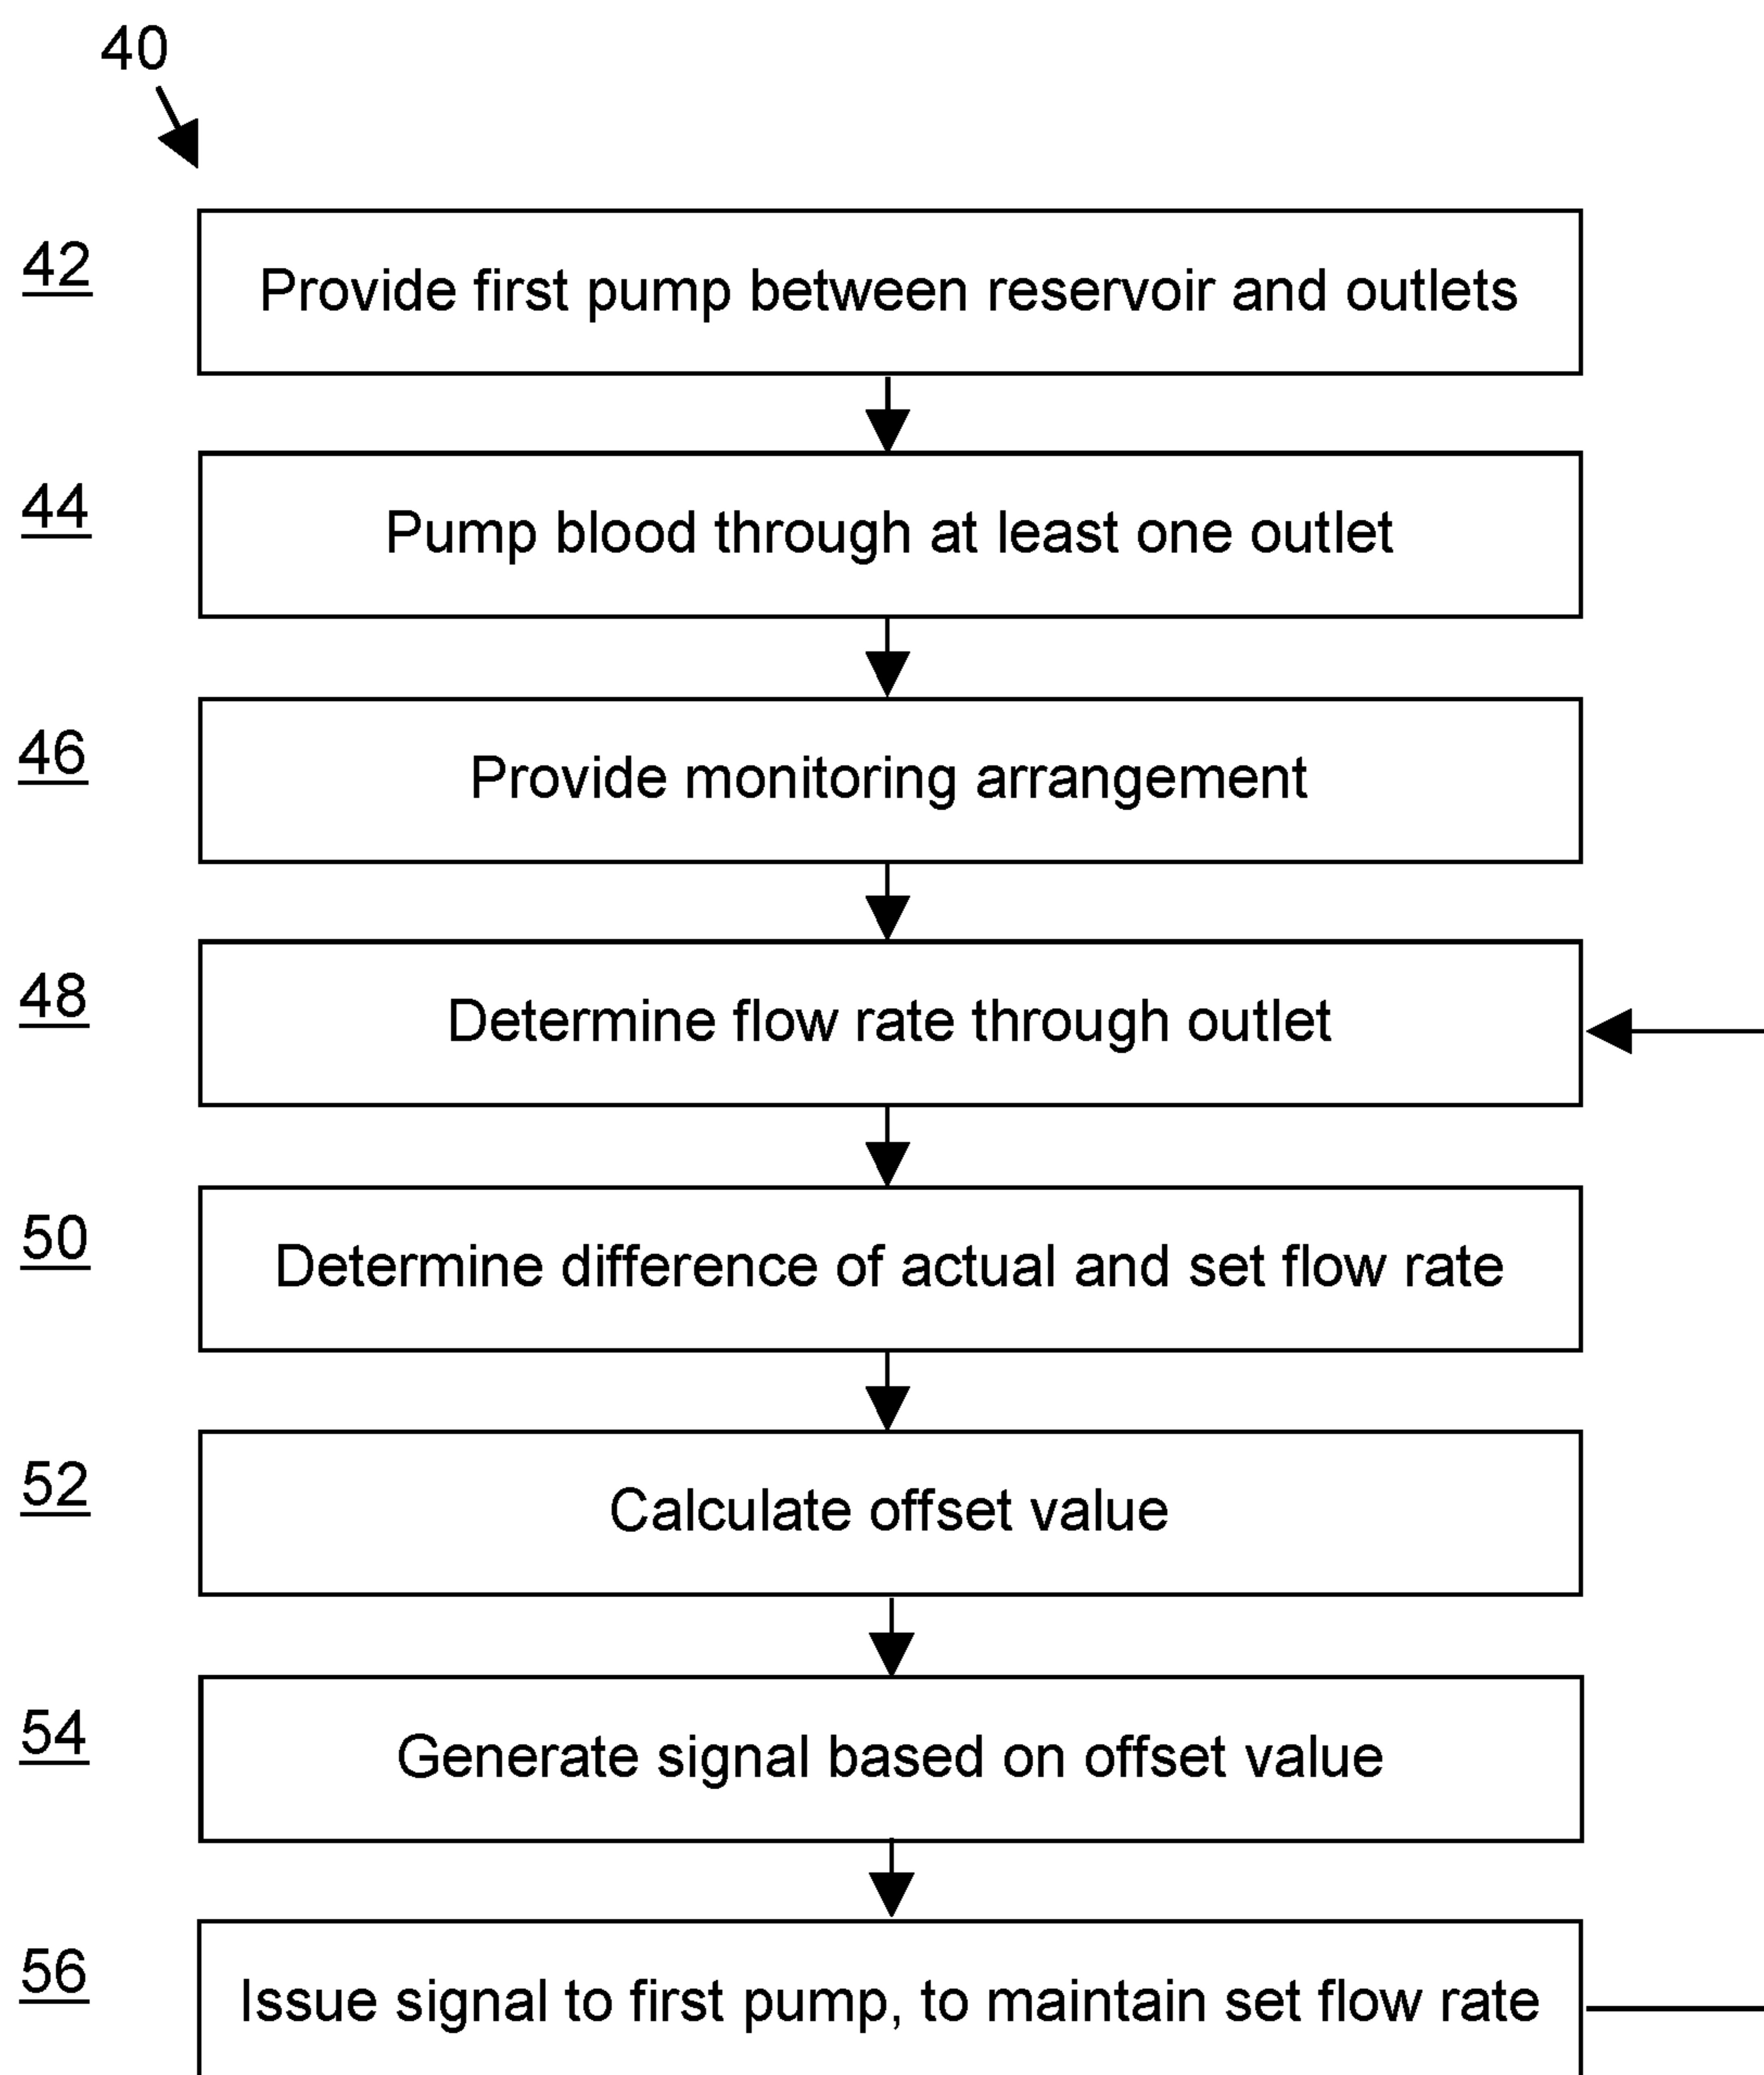 40
42
Provide first pump between reservoir and outlets
44
Pump blood through at least one outlet
46
Provide monitoring arrangement
48
Determine flow rate through outlet
50
Determine difference of actual and set flow rate
52
Calculate offset value
54
Generate signal based on offset value
56
Issue signal to first pump, to maintain set flow rate